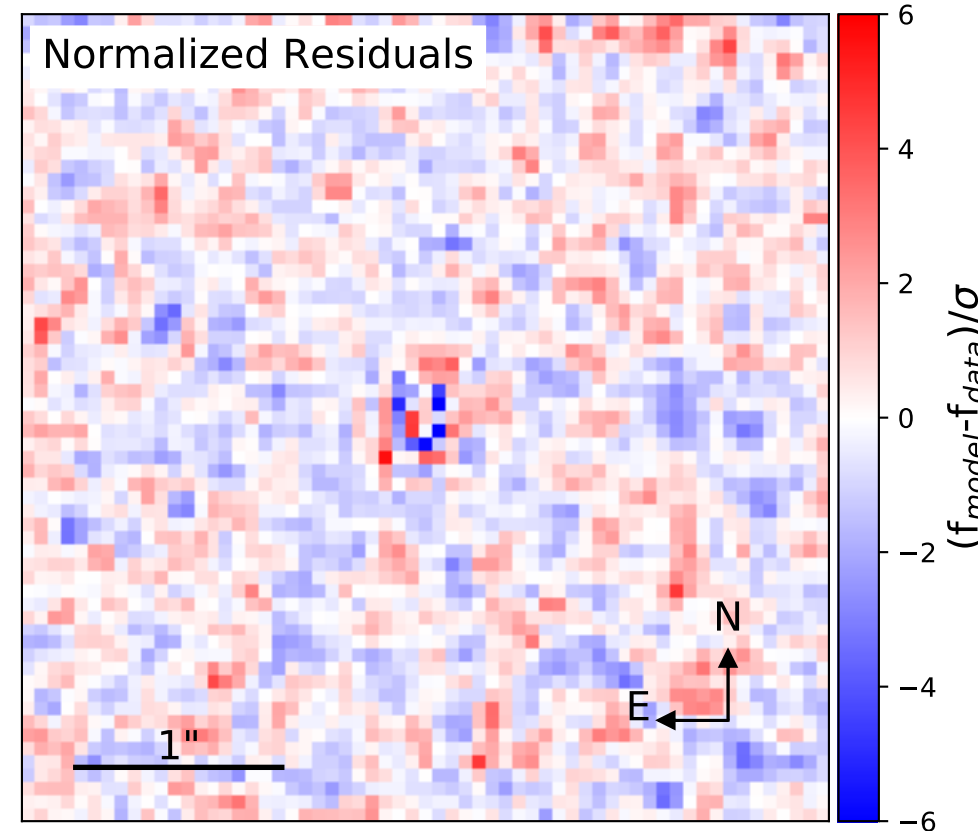 Normalized Residuals
6
4
2
0
−2
−4
−6
(f_model-f_data)/σ
N
E
1"